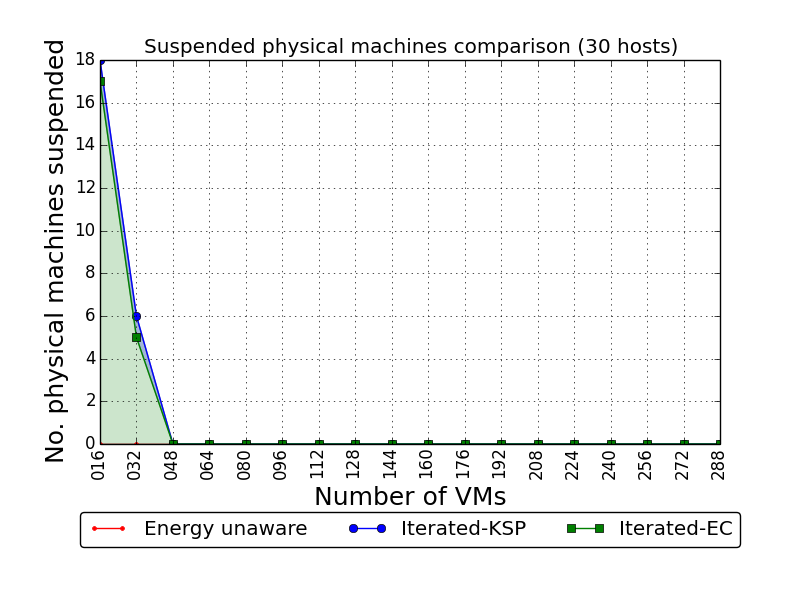 Suspended physical machines comparison (30 hosts)
No. physical machines suspended
18
16
14
12
10
8
6
4
2
0
016 032 048 064 080 096 112 128 144 160 176 192 208 224 240 256 272 288
Number of VMs
Energy unaware Iterated-KSP Iterated-EC